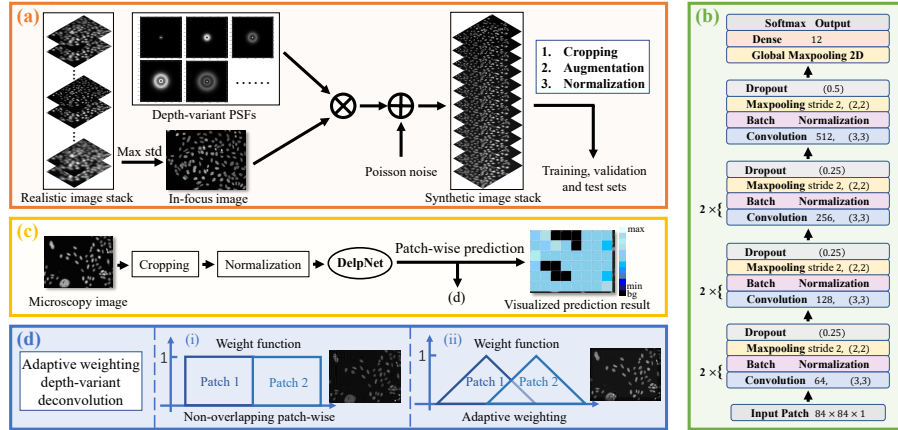 (a)
Depth-variant PSFs
Max std
Realistic image stack
In-focus image
Poisson noise
Synthetic image stack
1. Cropping
2. Augmentation
3. Normalization
Training, validation
and test sets
(b)
Softmax Output
Dense 12
Global Maxpooling 2D
Dropout (0.5)
Maxpooling stride 2, (2,2)
Batch Normalization
Convolution 512, (3,3)
Dropout (0.25)
Maxpooling stride 2, (2,2)
2 ×{ Batch Normalization
Convolution 256, (3,3)
Dropout (0.25)
Maxpooling stride 2, (2,2)
2 ×{ Batch Normalization
Convolution 128, (3,3)
Dropout (0.25)
Maxpooling stride 2, (2,2)
2 ×{ Batch Normalization
Convolution 64, (3,3)
Input Patch 84 × 84 × 1
(c)
Microscopy image
Cropping
Normalization
DelpNet
Patch-wise prediction
(d)
max
min
bg
Visualized prediction result
(d)
Adaptive weighting
depth-variant
deconvolution
(i)
Weight function
1
Patch 1
Patch 2
Non-overlapping patch-wise
(ii)
Weight function
1
Patch 1
Patch 2
Adaptive weighting